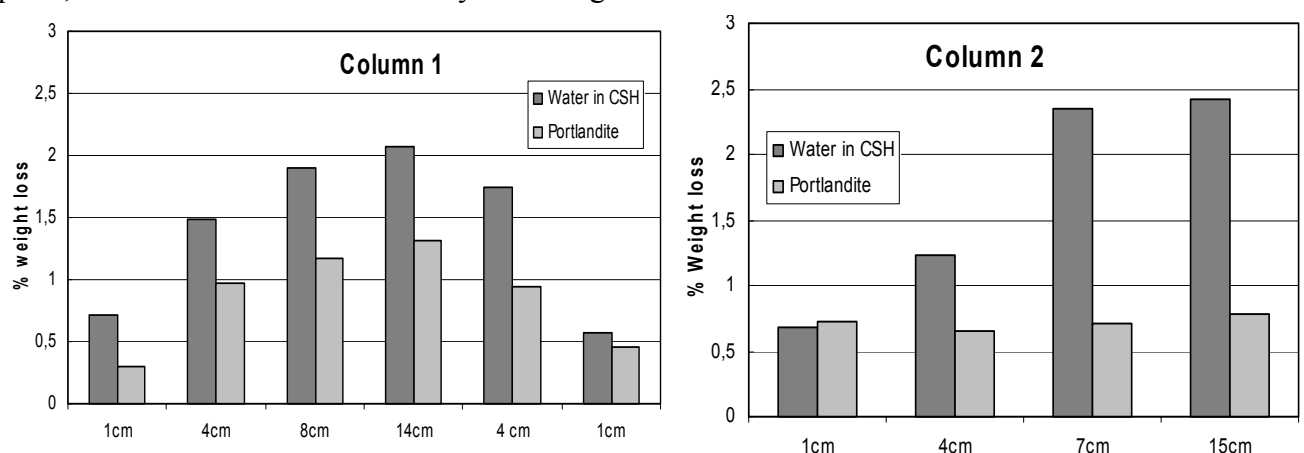 Column 1
3
2,5
2
1,5
1
0,5
0
% weight loss
Water in CSH
Portlandite
1cm 4cm 8cm 14cm 4 cm 1cm
Column 2
3
2,5
2
1,5
1
0,5
0
% Weight loss
Water in CSH
Portlandite
1cm 4cm 7cm 15cm